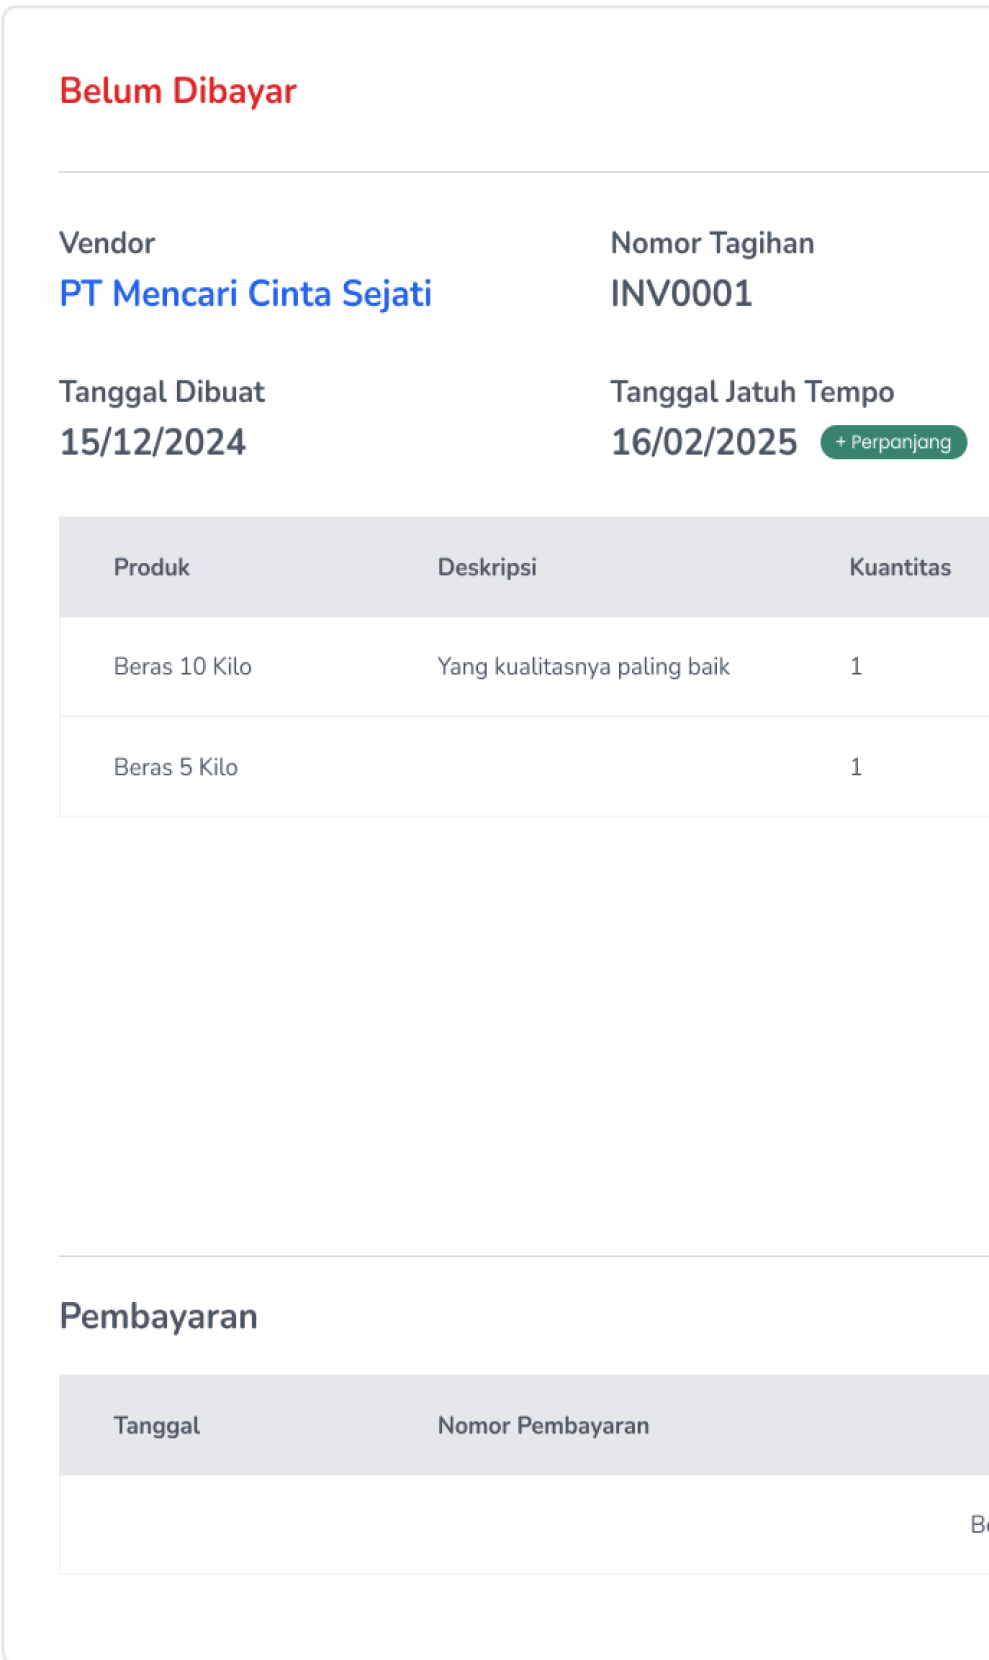 Belum Dibayar
Vendor
Nomor Tagihan
PT Mencari Cinta Sejati
INV0001
Tanggal Dibuat
Tanggal Jatuh Tempo
15/12/2024
16/02/2025 + Perpanjang
Produk Deskripsi Kuantitas
Beras 10 Kilo Yang kualitasnya paling baik 1
Beras 5 Kilo 1
Pembayaran
Tanggal Nomor Pembayaran